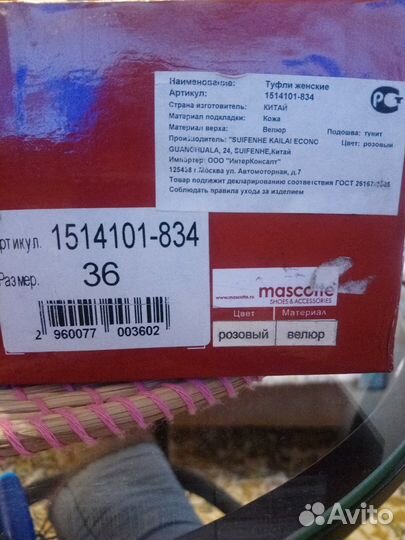 Наименование: Туфли женские
Артикул: 1514101-834
Страна изготовитель: КИТАЙ
Материал подкладки: Кожа
Материал верха: Велюр Подошва: тунит
Производитель: "SUIFENHE KAILAI ECONO Цвет: розовый
GUANGHUALA, 24, SUIFENHE,Китай
Импортер: ООО "ИнтерКонсалт"
125438 г.Москва ул. Автомоторная, д.7
Товар подлежит декларированию соответствия ГОСТ
Соблюдать правила ухода за изделием
РСТ
ртикул. 1514101-834
Размер. 36
2 960077 003602
www.mascotte.ru
mascotte
SHOES & ACCESSORIES
Цвет Материал
розовый велюр
Avito